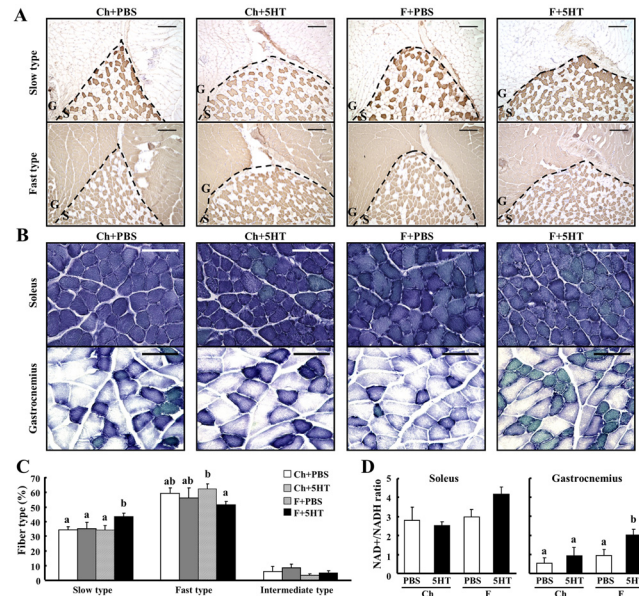 A
Ch+PBS Ch+5HT F+PBS F+5HT
Slow type
G S G S G S G S
Fast type
G S G S G S G S
B
Ch+PBS Ch+5HT F+PBS F+5HT
Soleus
Gastrocnemius
C
Fiber type (%)
70
60
50
40
30
20
10
0
a a a b
ab ab b a
Slow type Fast type Intermediate type
Ch+PBS
Ch+5HT
F+PBS
F+5HT
D
Soleus Gastrocnemius
NAD+/NADH ratio
5
4
3
2
1
0
a a a b
PBS 5HT PBS 5HT PBS 5HT PBS 5HT
Ch F Ch F